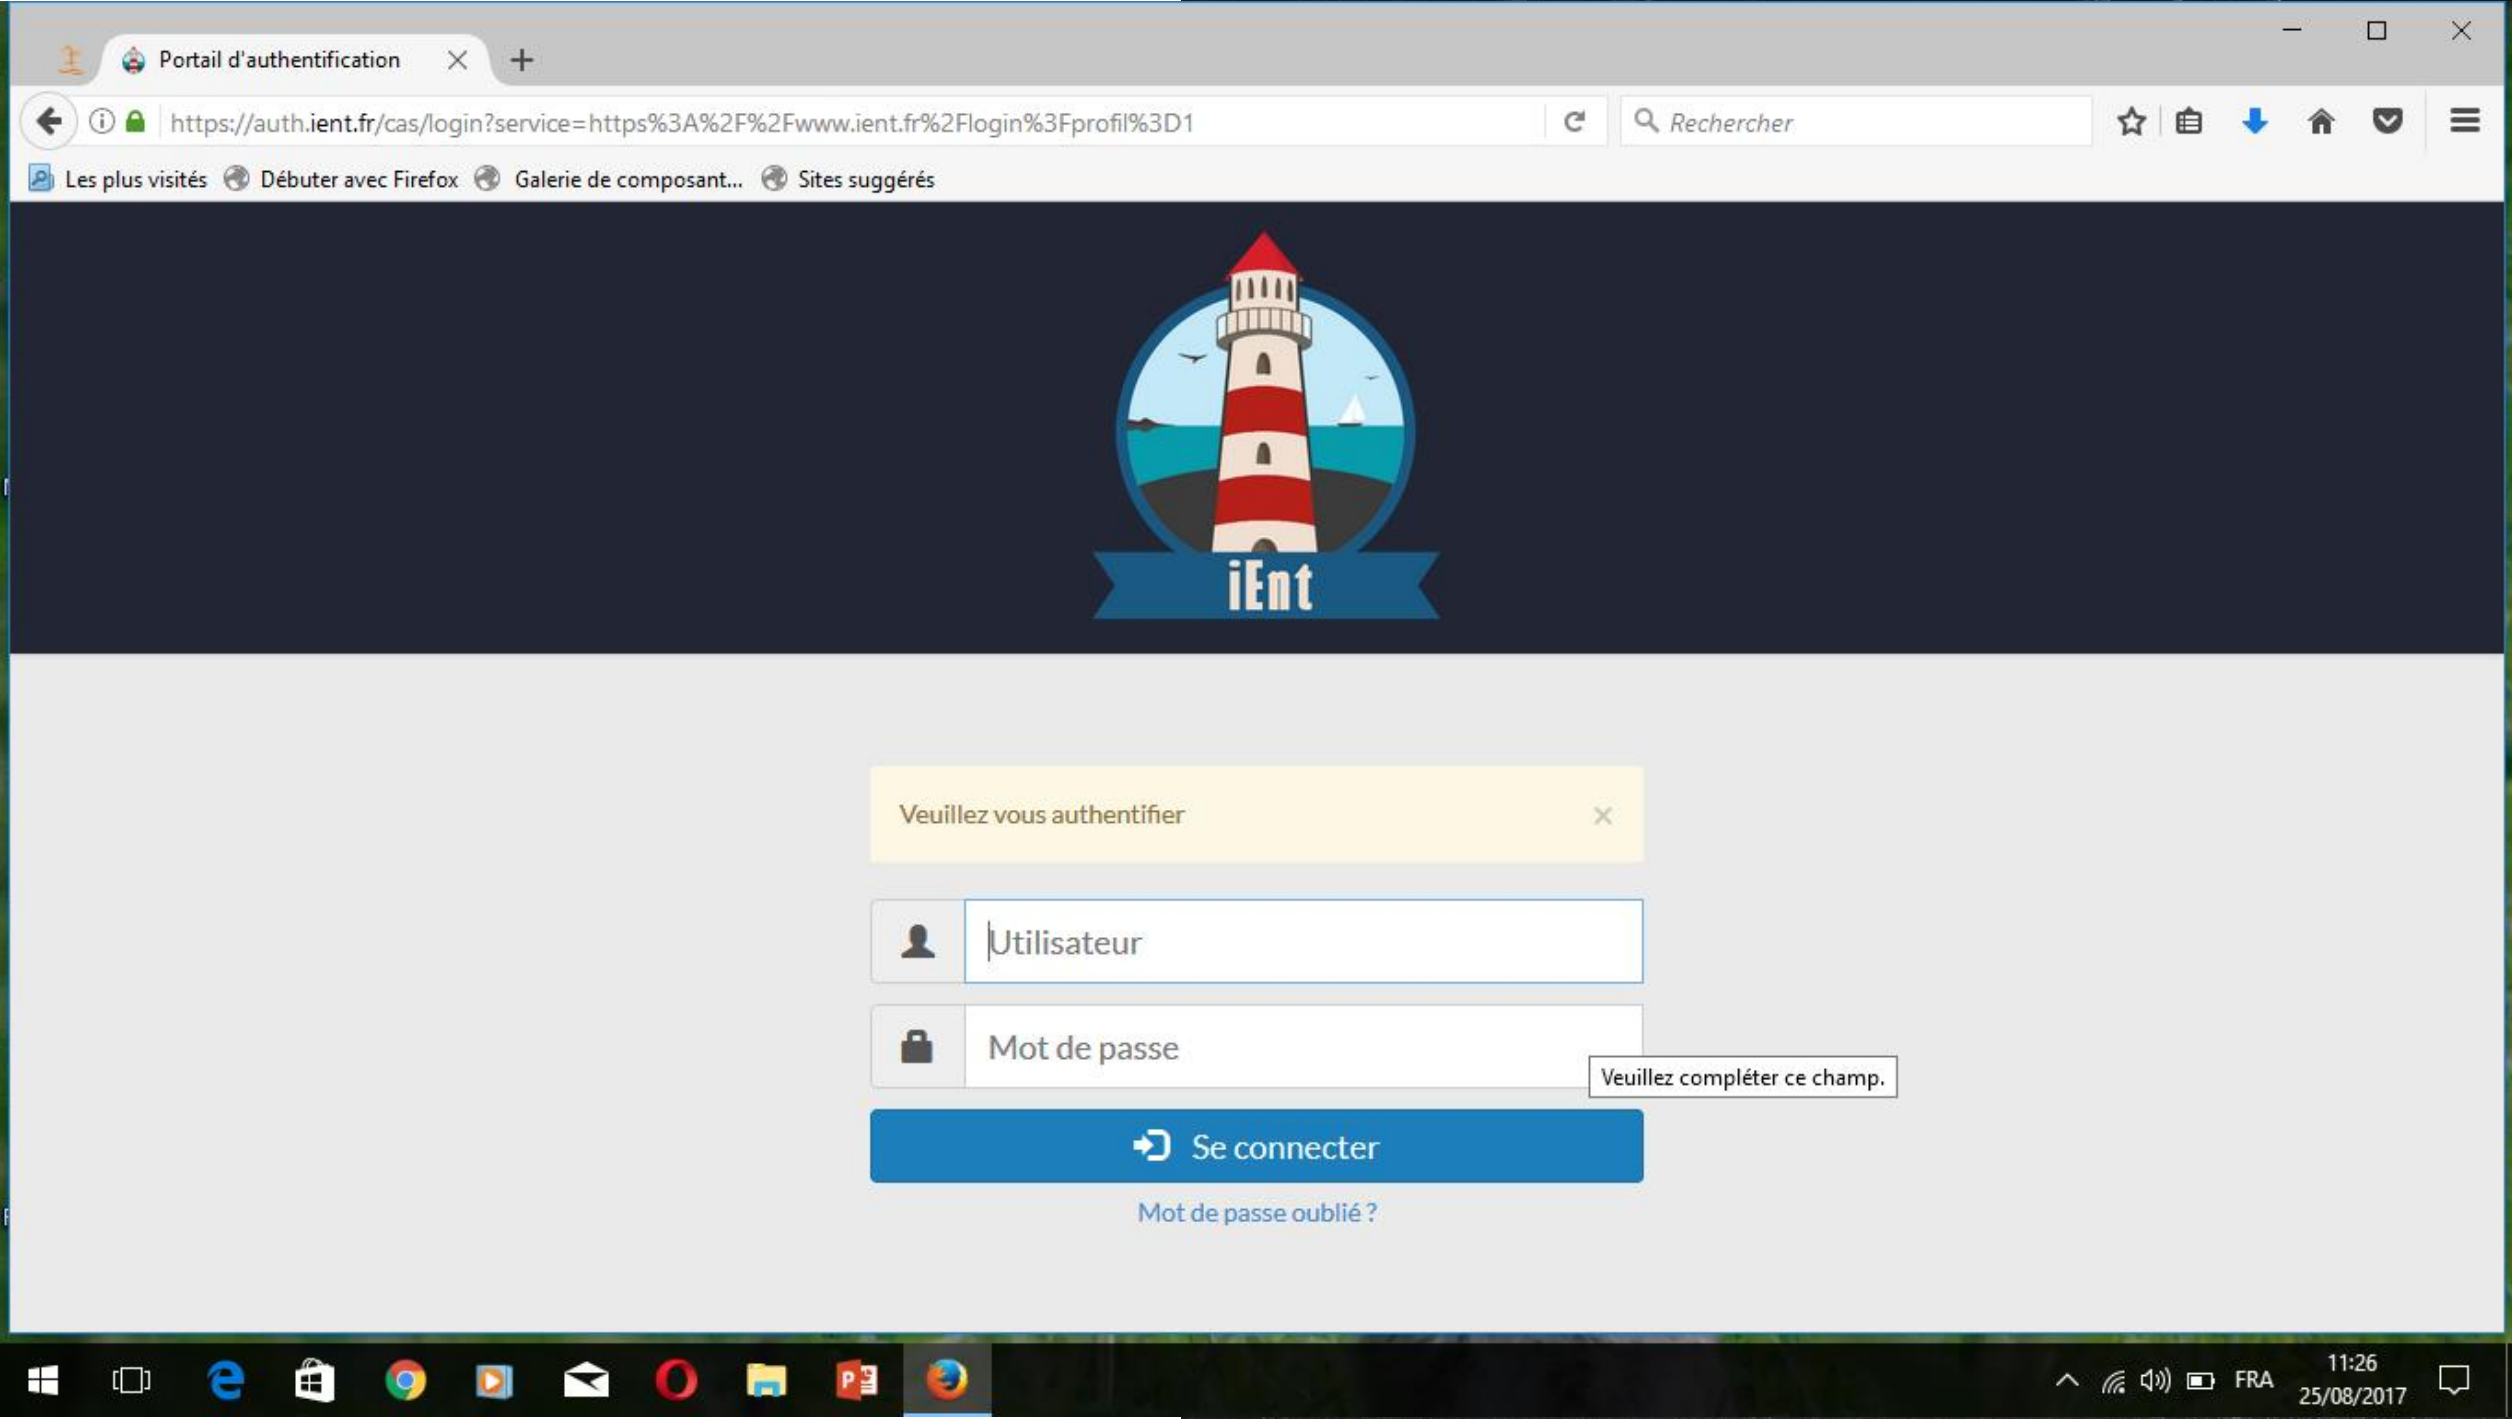 Portail d'authentification
https://auth.ient.fr/cas/login?service=https%3A%2F%2Fwww.ient.fr%2Flogin%3Fprofil%3D1
Rechercher
Les plus visités Débuter avec Firefox Galerie de composant... Sites suggérés
iEnt
Veuillez vous authentifier
Utilisateur
Mot de passe
Veuillez compléter ce champ.
Se connecter
Mot de passe oublié ?
FRA
11:26
25/08/2017